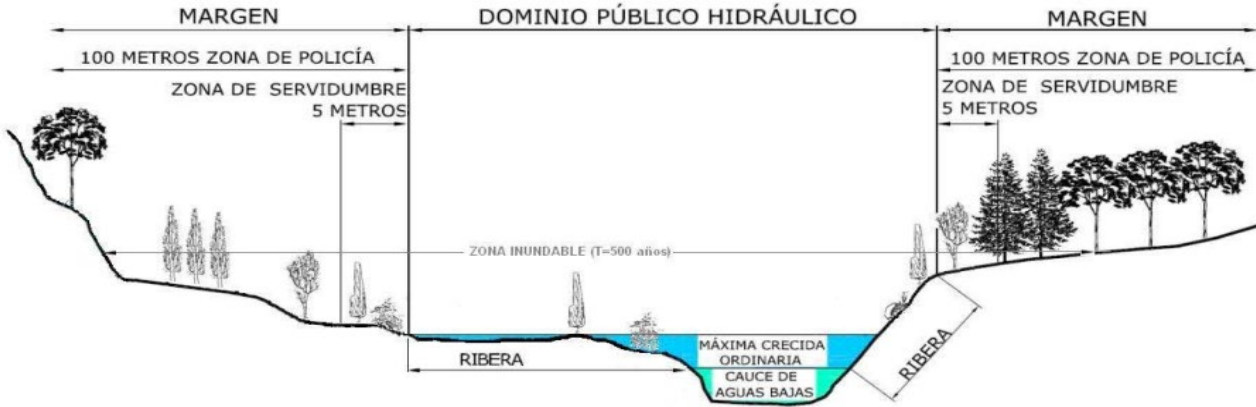 MARGEN
DOMINIO PÚBLICO HIDRÁULICO
MARGEN
100 METROS ZONA DE POLICÍA
100 METROS ZONA DE POLICÍA
ZONA DE SERVIDUMBRE
5 METROS
ZONA DE SERVIDUMBRE
5 METROS
ZONA INUNDABLE (T=500 años)
MÁXIMA CRECIDA
ORDINARIA
RIBERA
RIBERA
CAUCE DE
AGUAS BAJAS